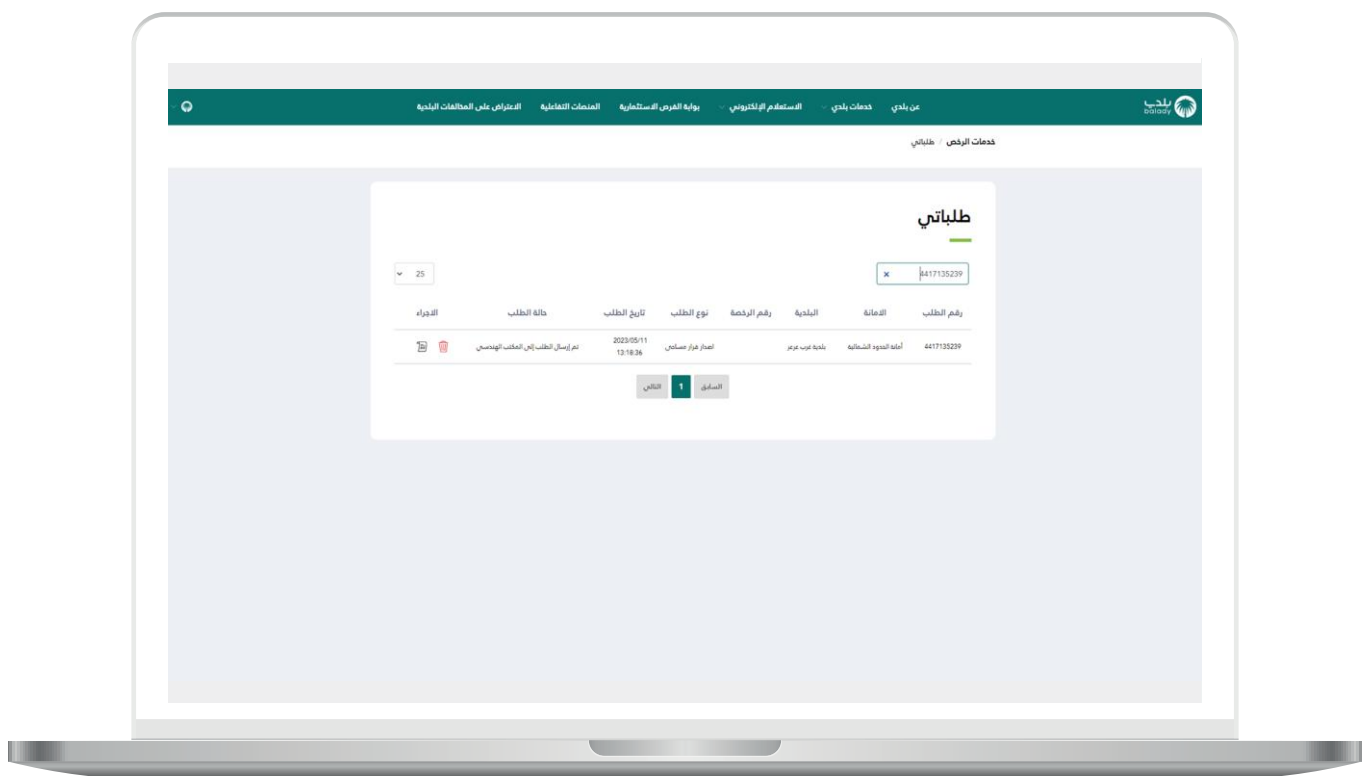 بلدي
balady
عن بلدي خدمات بلدي الاستعلام الإلكتروني بوابة الفرص الاستثمارية المنصات التفاعلية الاعتراض على المخالفات البلدية
خدمات الرخص / طلباتي
طلباتي
4417135239 × 25
رقم الطلب الامانة البلدية رقم الرخصة نوع الطلب تاريخ الطلب حالة الطلب الاجراء
4417135239 أمانة الحدود الشمالية بلدية غرب عرعر اصدار قرار مساحي 2023/05/11 تم إرسال الطلب إلى المكتب الهندسي
13:18:36
السابق 1 التالي